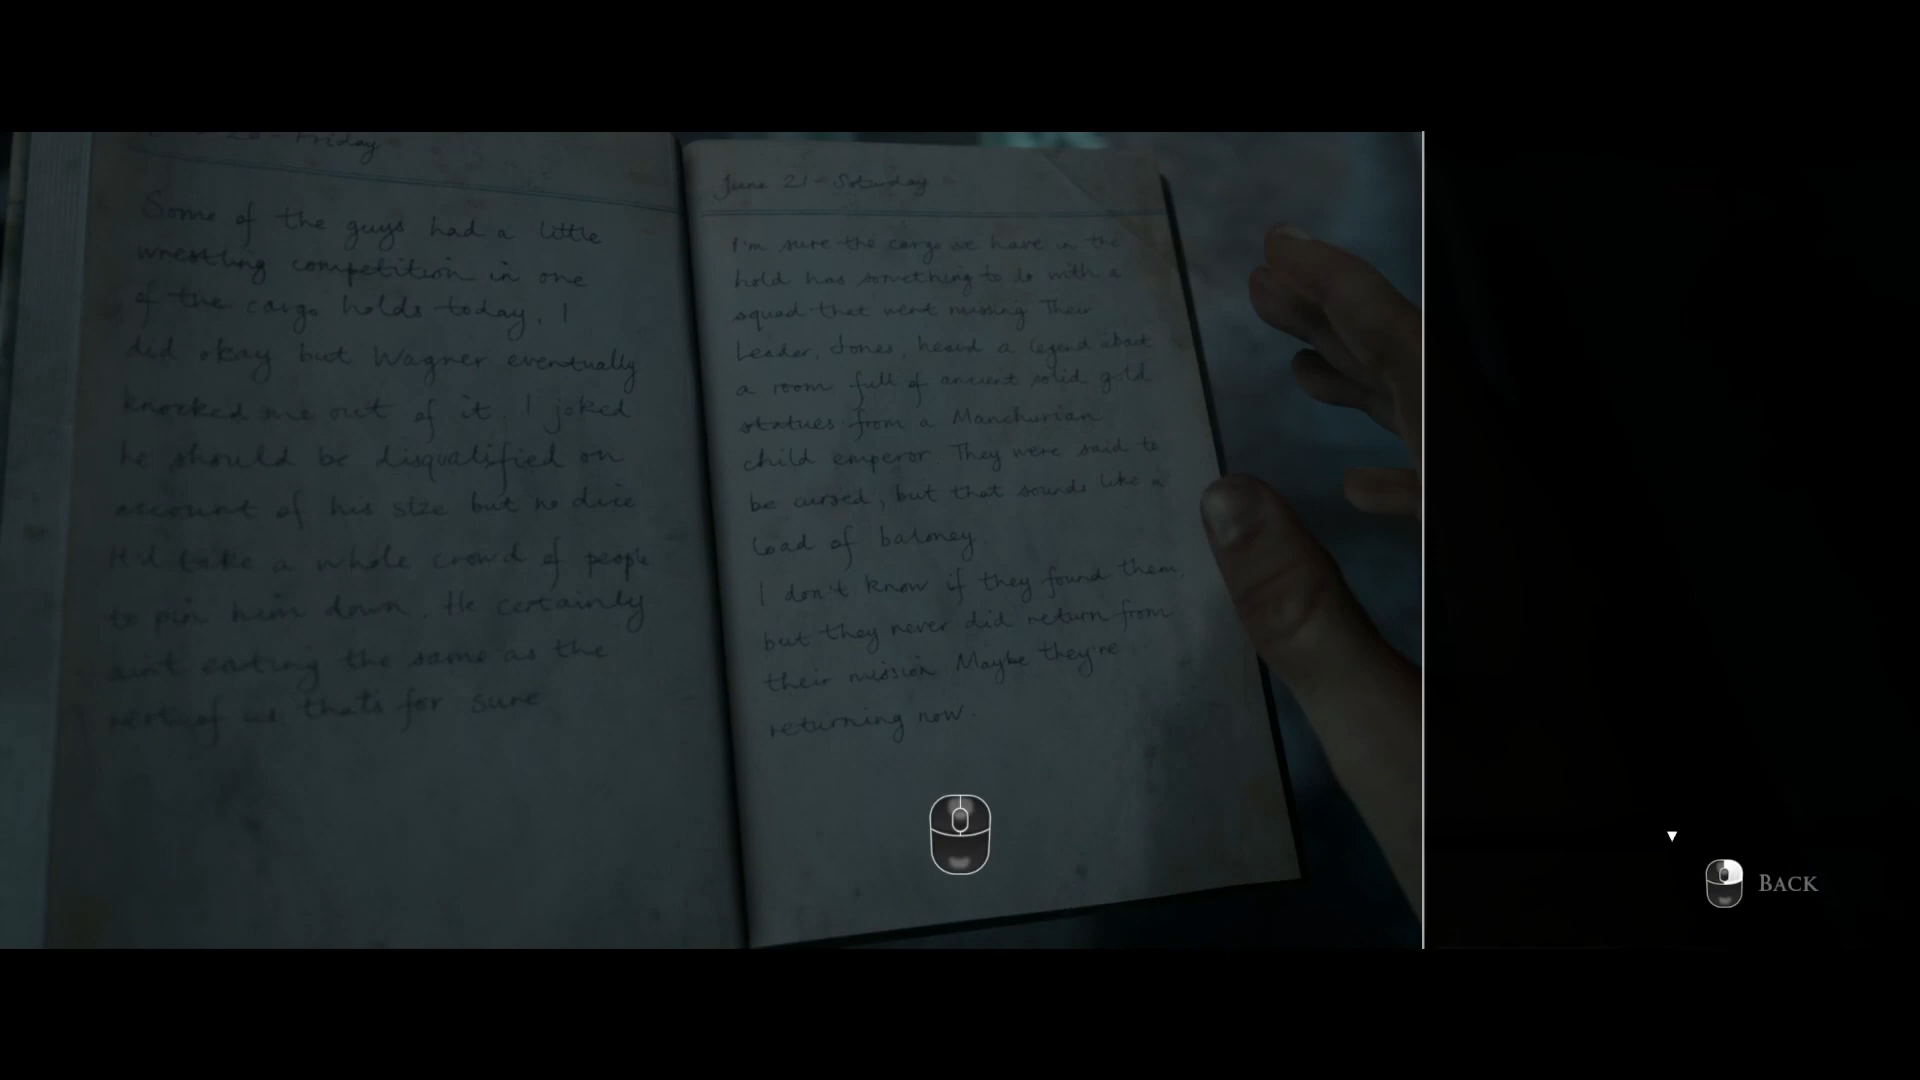 20 - Friday
Some of the guys had a little
wrestling competition in one
of the cargo holds today. I
did okay but Wagner eventually
knocked me out of it. I joked
he should be disqualified on
account of his size but no dice
It'd take a whole crowd of people
to pin him down. He certainly
ain't eating the same as the
rest of us that's for sure
June 21 - Saturday
I'm sure the cargo we have in the
hold has something to do with a
squad that went missing Their
Leader, Jones, heard a legend about
a room full of ancient solid gold
statues from a Manchurian
child emperor. They were said to
be cursed, but that sounds like a
load of baloney.
I don't know if they found them
but they never did return from
their mission Maybe they're
returning now.
BACK